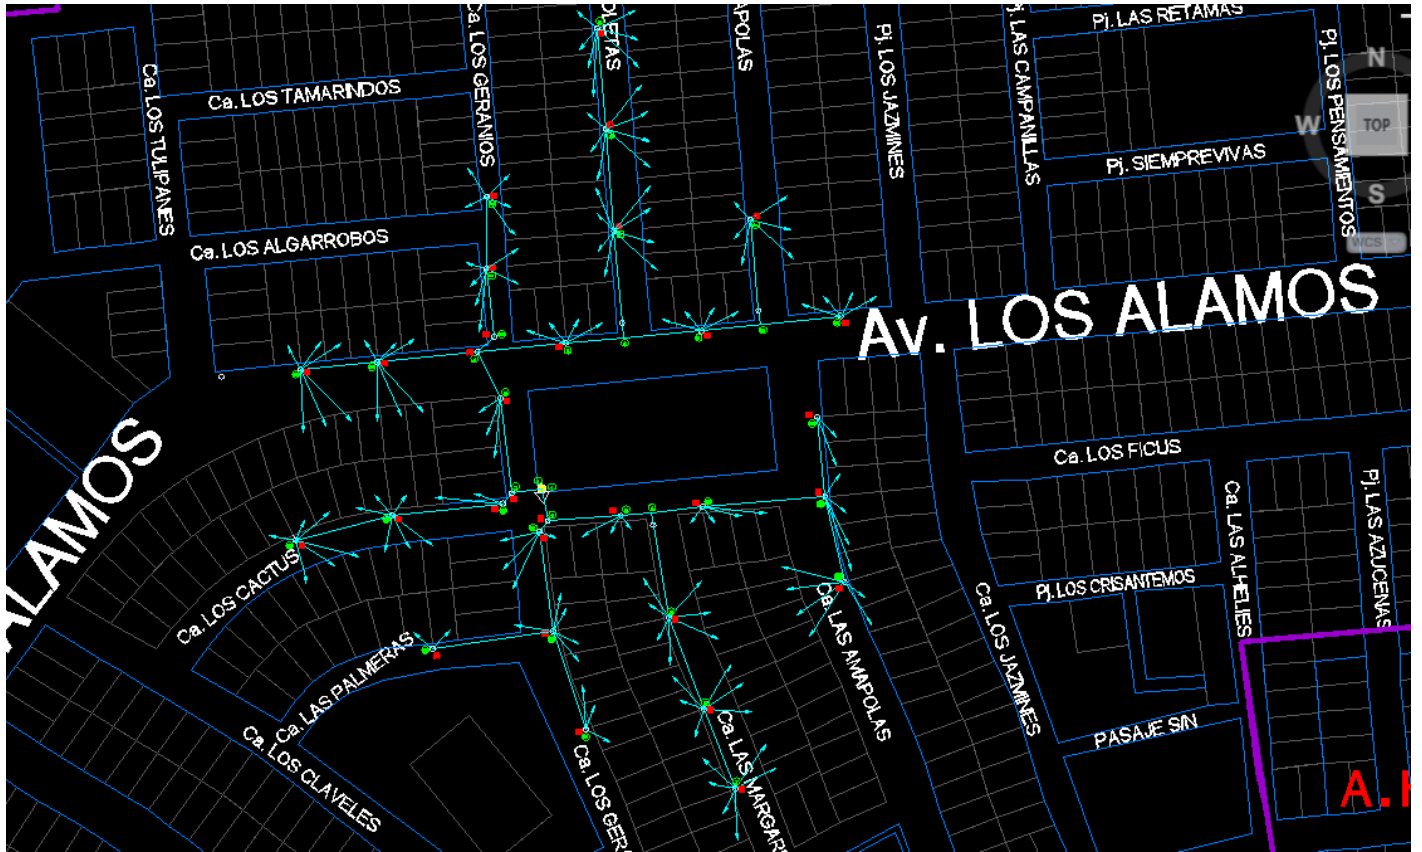 Pj. LAS RETAMAS
Ca. LOS GERANIOS
Pj. LOS JAZMINES
Pj. LOS PENSAMIENTOS
N
Ca. LOS TULIPANES
Ca. LOS TAMARINDOS
W
TOP
Pj. SIEMPREVIVAS
S
Ca. LOS ALGARROBOS
WCS
Av. LOS ALAMOS
Ca. LOS FICUS
ALAMOS
Ca. LAS ALHELIES
Pj. LAS AZUCENAS
Ca. LOS CACTUS
Pj. LOS CRISANTEMOS
Ca. LAS AMAPOLAS
Ca. LOS JAZMINES
Ca. LAS PALMERAS
Ca. LOS CLAVELES
PASAJE S/N
Ca. LOS GER
Ca. LAS MARGAR
APOLAS
LAS CAMPANILLAS